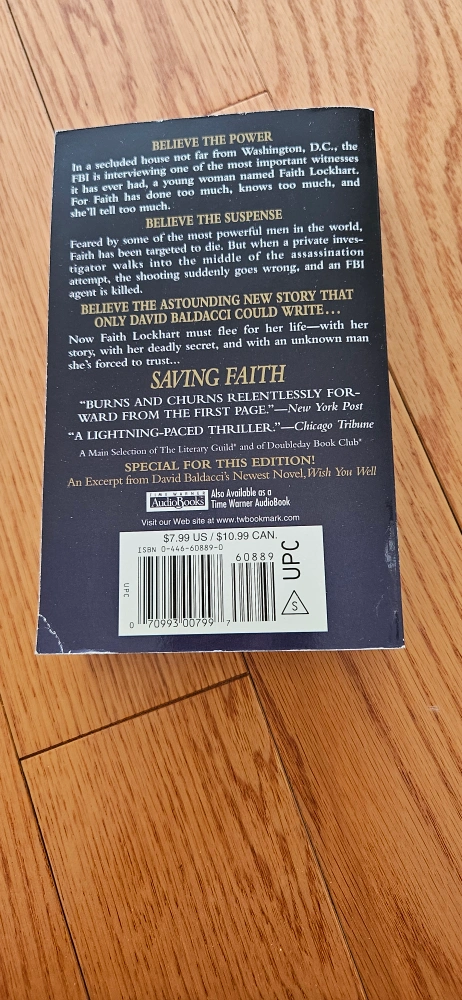 BELIEVE THE POWER
In a secluded house not far from Washington, D.C., the
FBI is interviewing one of the most important witnesses
it has ever had, a young woman named Faith Lockhart.
For Faith has done too much, knows too much, and
she'll tell too much.
BELIEVE THE SUSPENSE
Feared by some of the most powerful men in the world,
Faith has been targeted to die. But when a private inves-
tigator walks into the middle of the assassination
attempt, the shooting suddenly goes wrong, and an FBI
agent is killed.
BELIEVE THE ASTOUNDING NEW STORY THAT
ONLY DAVID BALDACCI COULD WRITE...
Now Faith Lockhart must flee for her life—with her
story, with her deadly secret, and with an unknown man
she's forced to trust...
SAVING FAITH
"BURNS AND CHURNS RELENTLESSLY FOR-
WARD FROM THE FIRST PAGE."—New York Post
"A LIGHTNING-PACED THRILLER."—Chicago Tribune
A Main Selection of The Literary Guild® and of Doubleday Book Club®
SPECIAL FOR THIS EDITION!
An Excerpt from David Baldacci's Newest Novel, Wish You Well
TIME WARNER
AudioBooks
Also Available as a
Time Warner AudioBook
Visit our Web site at www.twbookmark.com
$7.99 US / $10.99 CAN.
ISBN 0-446-60889-0
60889
UPC
UPC
S
0 70993 00799 7